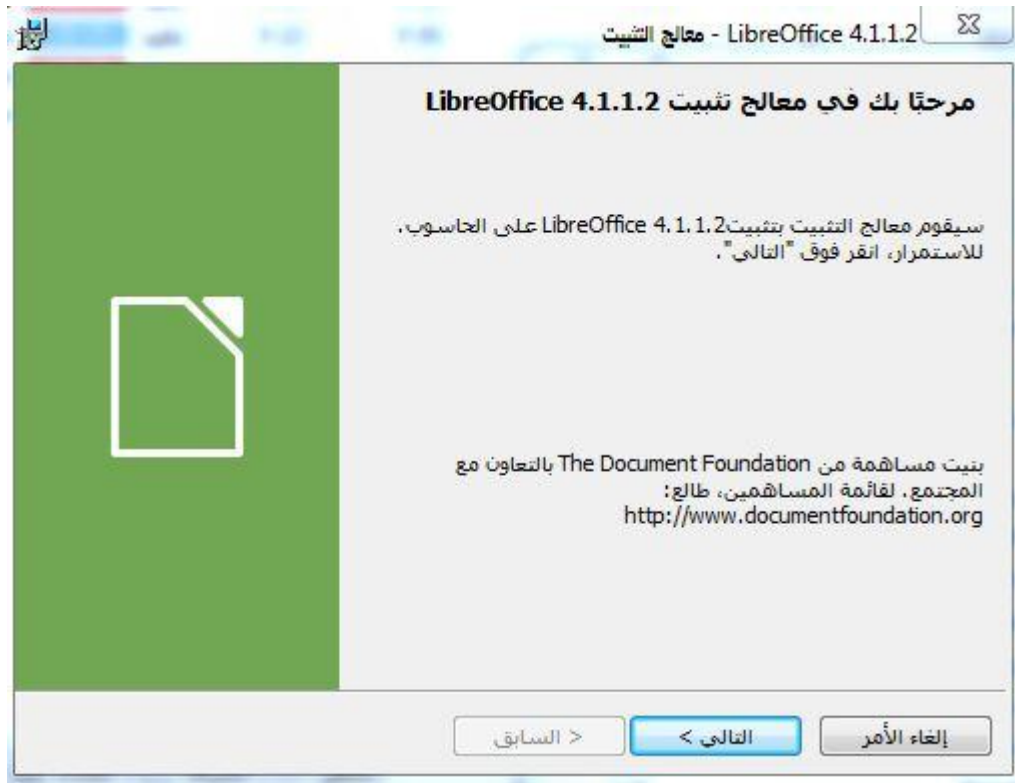 LibreOffice 4.1.1.2 - معالج التثبيت
مرحبًا بك في معالج تثبيت LibreOffice 4.1.1.2
سيقوم معالج التثبيت بتثبيتLibreOffice 4.1.1.2 على الحاسوب.
للاستمرار، انقر فوق "التالي".
بنيت مساهمة من The Document Foundation بالتعاون مع
المجتمع. لقائمة المساهمين، طالع:
http://www.documentfoundation.org
إلغاء الأمر
التالي >
< السابق